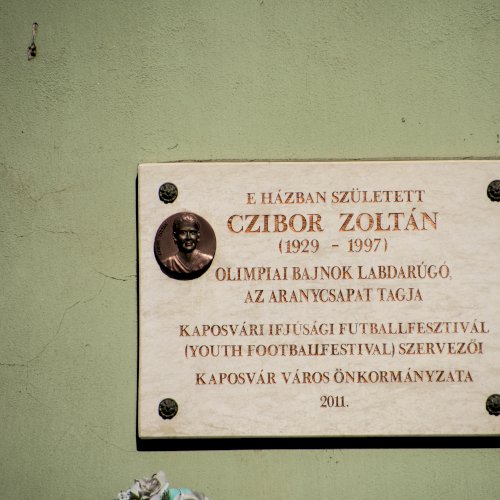 E HÁZBAN SZÜLETETT
CZIBOR ZOLTÁN
(1929 - 1997)
OLIMPIAI BAJNOK LABDARÚGÓ,
AZ ARANYCSAPAT TAGJA
KAPOSVÁRI IFJÚSÁGI FUTBALLFESZTIVÁL
(YOUTH FOOTBALLFESTIVAL) SZERVEZŐI
KAPOSVÁR VÁROS ÖNKORMÁNYZATA
2011.